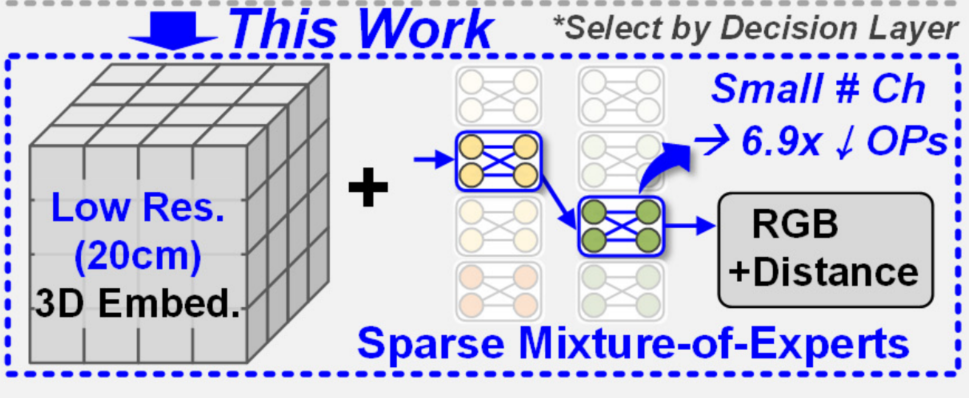 This Work
*Select by Decision Layer
Small # Ch
→ 6.9x ↓ OPs
Low Res.
(20cm)
3D Embed.
+
RGB
+Distance
Sparse Mixture-of-Experts